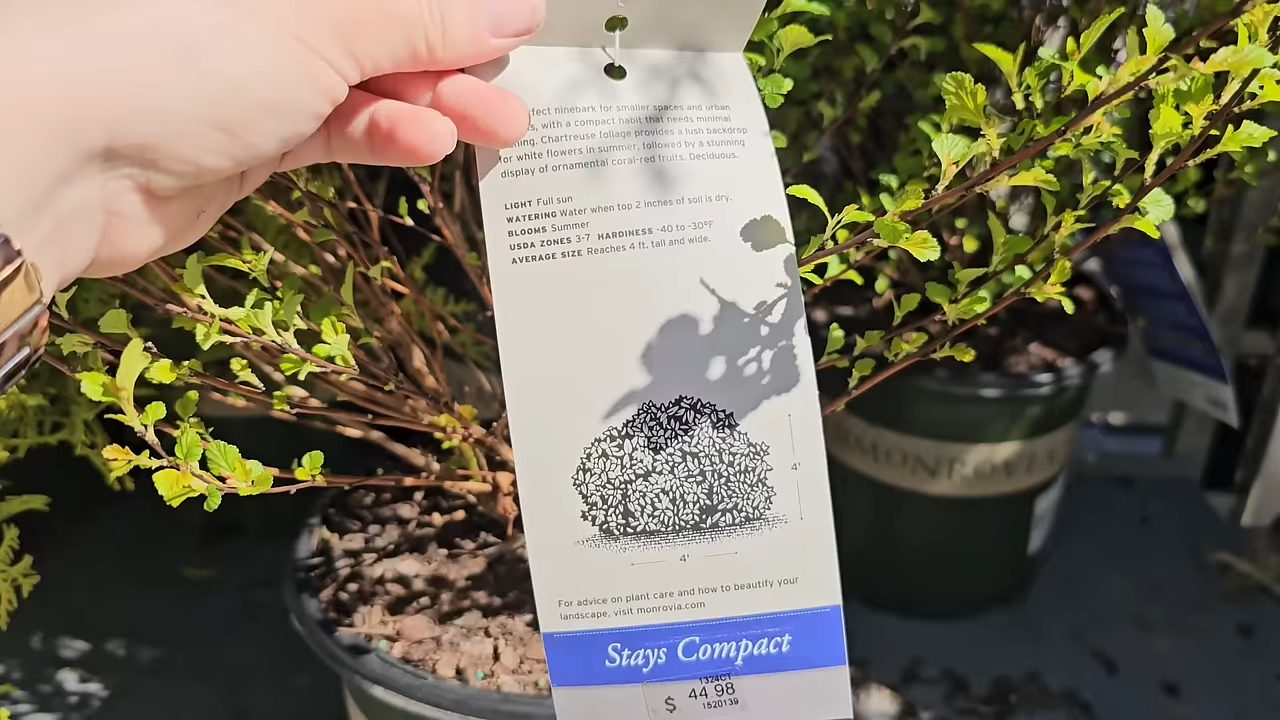 ninebark for smaller spaces and urban
with a compact habit that needs minimal
Chartreuse foliage provides a lush backdrop
for white flowers in summer, followed by a stunning
display of ornamental coral-red fruits. Deciduous.
LIGHT Full sun
WATERING Water when top 2 inches of soil is dry.
BLOOMS Summer
USDA ZONES 3-7 HARDINESS -40 to -30°F
AVERAGE SIZE Reaches 4 ft. tall and wide.
4'
4'
For advice on plant care and how to beautify your
landscape, visit monrovia.com
Stays Compact
1324CT
$ 44.98
1520139
MONROVIA